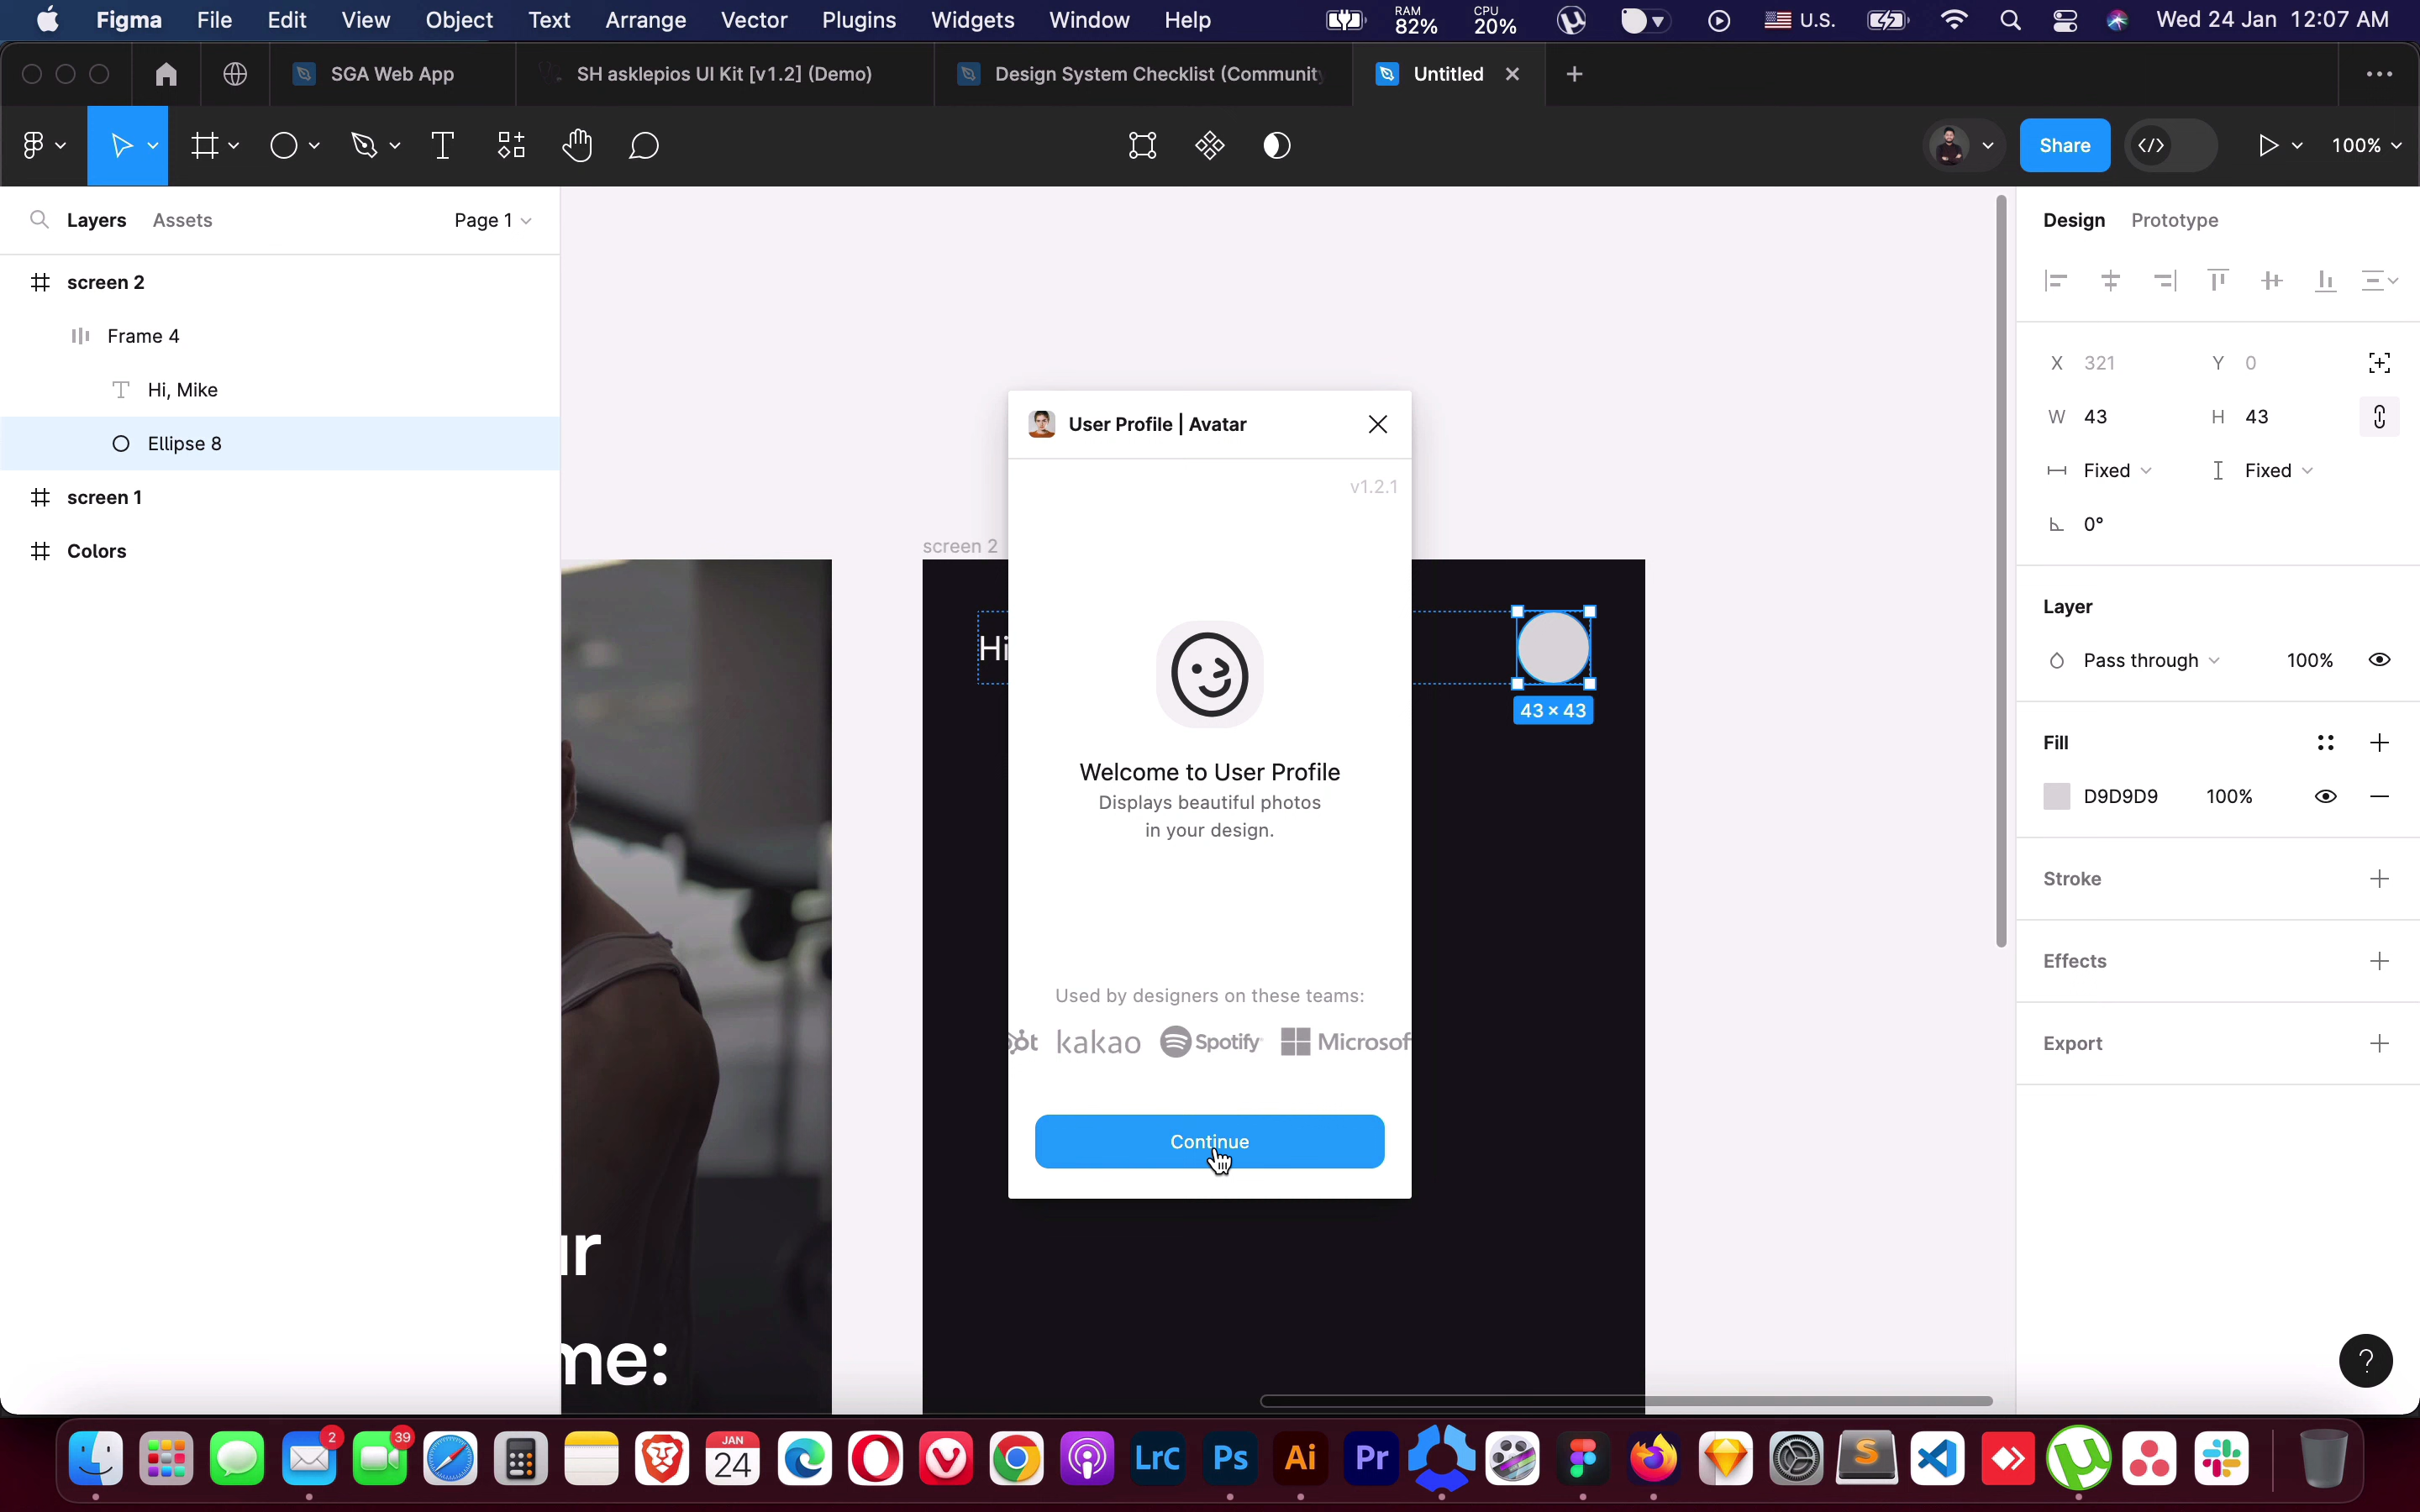 Figma File Edit View Object Text Arrange Vector Plugins Widgets Window Help
RAM 82% CPU 20% U.S. Wed 24 Jan 12:07 AM
SGA Web App
SH asklepios UI Kit [v1.2] (Demo)
Design System Checklist (Community
Untitled
Share
100%
Layers Assets Page 1
screen 2
Frame 4
Hi, Mike
Ellipse 8
screen 1
Colors
screen 2
Hi
43 × 43
ur
me:
User Profile | Avatar
v1.2.1
Welcome to User Profile
Displays beautiful photos
in your design.
Used by designers on these teams:
pot kakao Spotify Microsof
Continue
Design Prototype
X 321 Y 0
W 43 H 43
Fixed Fixed
0°
Layer
Pass through 100%
Fill
D9D9D9 100%
Stroke
Effects
Export
?
2
39
JAN
24
LrC
Ps
Ai
Pr
S